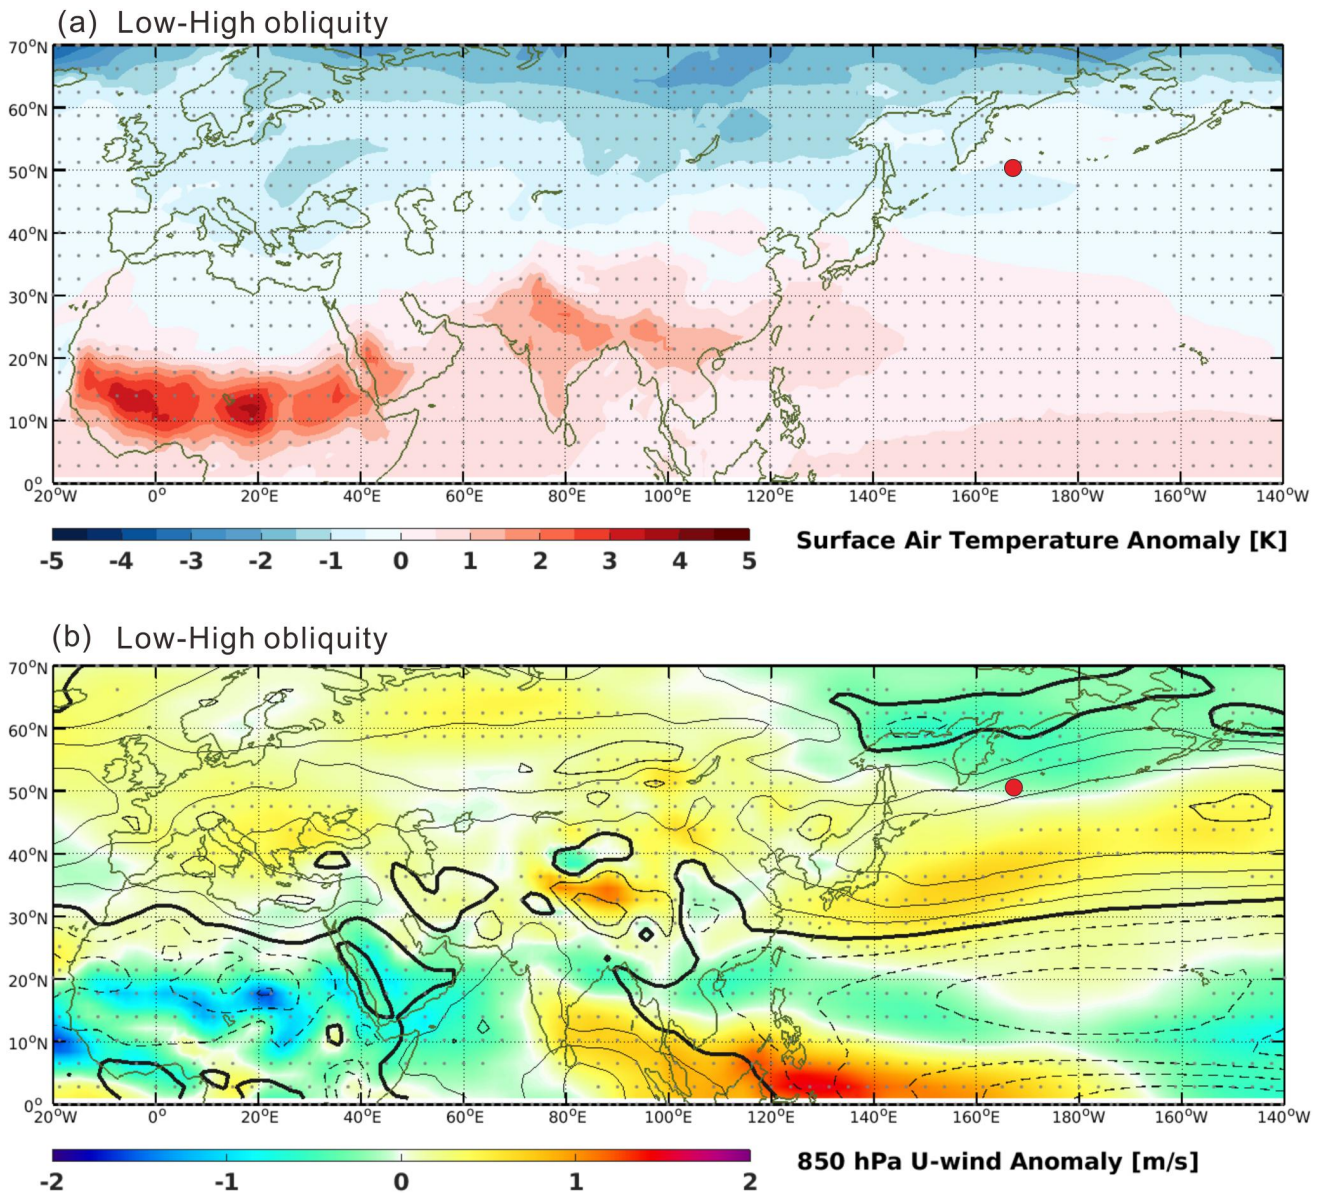 (a) Low-High obliquity
70°N
60°N
50°N
40°N
30°N
20°N
10°N
0°
20°W 0° 20°E 40°E 60°E 80°E 100°E 120°E 140°E 160°E 180°W 160°W 140°W
-5 -4 -3 -2 -1 0 1 2 3 4 5
Surface Air Temperature Anomaly [K]
(b) Low-High obliquity
70°N
60°N
50°N
40°N
30°N
20°N
10°N
0°
20°W 0° 20°E 40°E 60°E 80°E 100°E 120°E 140°E 160°E 180°W 160°W 140°W
-2 -1 0 1 2
850 hPa U-wind Anomaly [m/s]